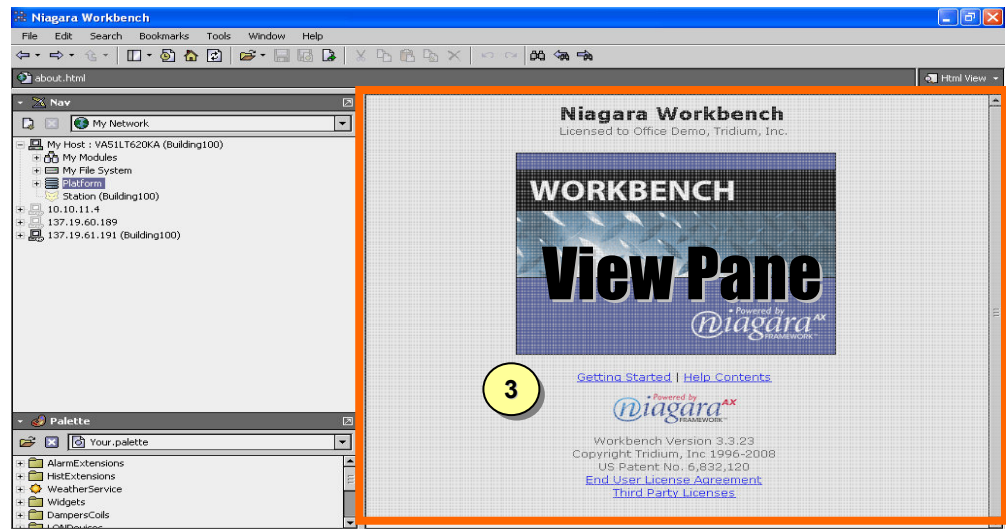 Niagara Workbench
File Edit Search Bookmarks Tools Window Help
about.html
Html View
Nav
My Network
My Host : VA51LT620KA (Building100)
My Modules
My File System
Platform
Station (Building100)
10.10.11.4
137.19.60.189
137.19.61.191 (Building100)
Palette
Your.palette
AlarmExtensions
HistExtensions
WeatherService
Widgets
DampersCoils
LONDevices
Niagara Workbench
Licensed to Office Demo, Tridium, Inc.
WORKBENCH
View Pane
Powered by
niagara AX
FRAMEWORK
3
Getting Started | Help Contents
Powered by
niagara AX
FRAMEWORK
Workbench Version 3.3.23
Copyright Tridium, Inc 1996-2008
US Patent No. 6,832,120
End User License Agreement
Third Party Licenses